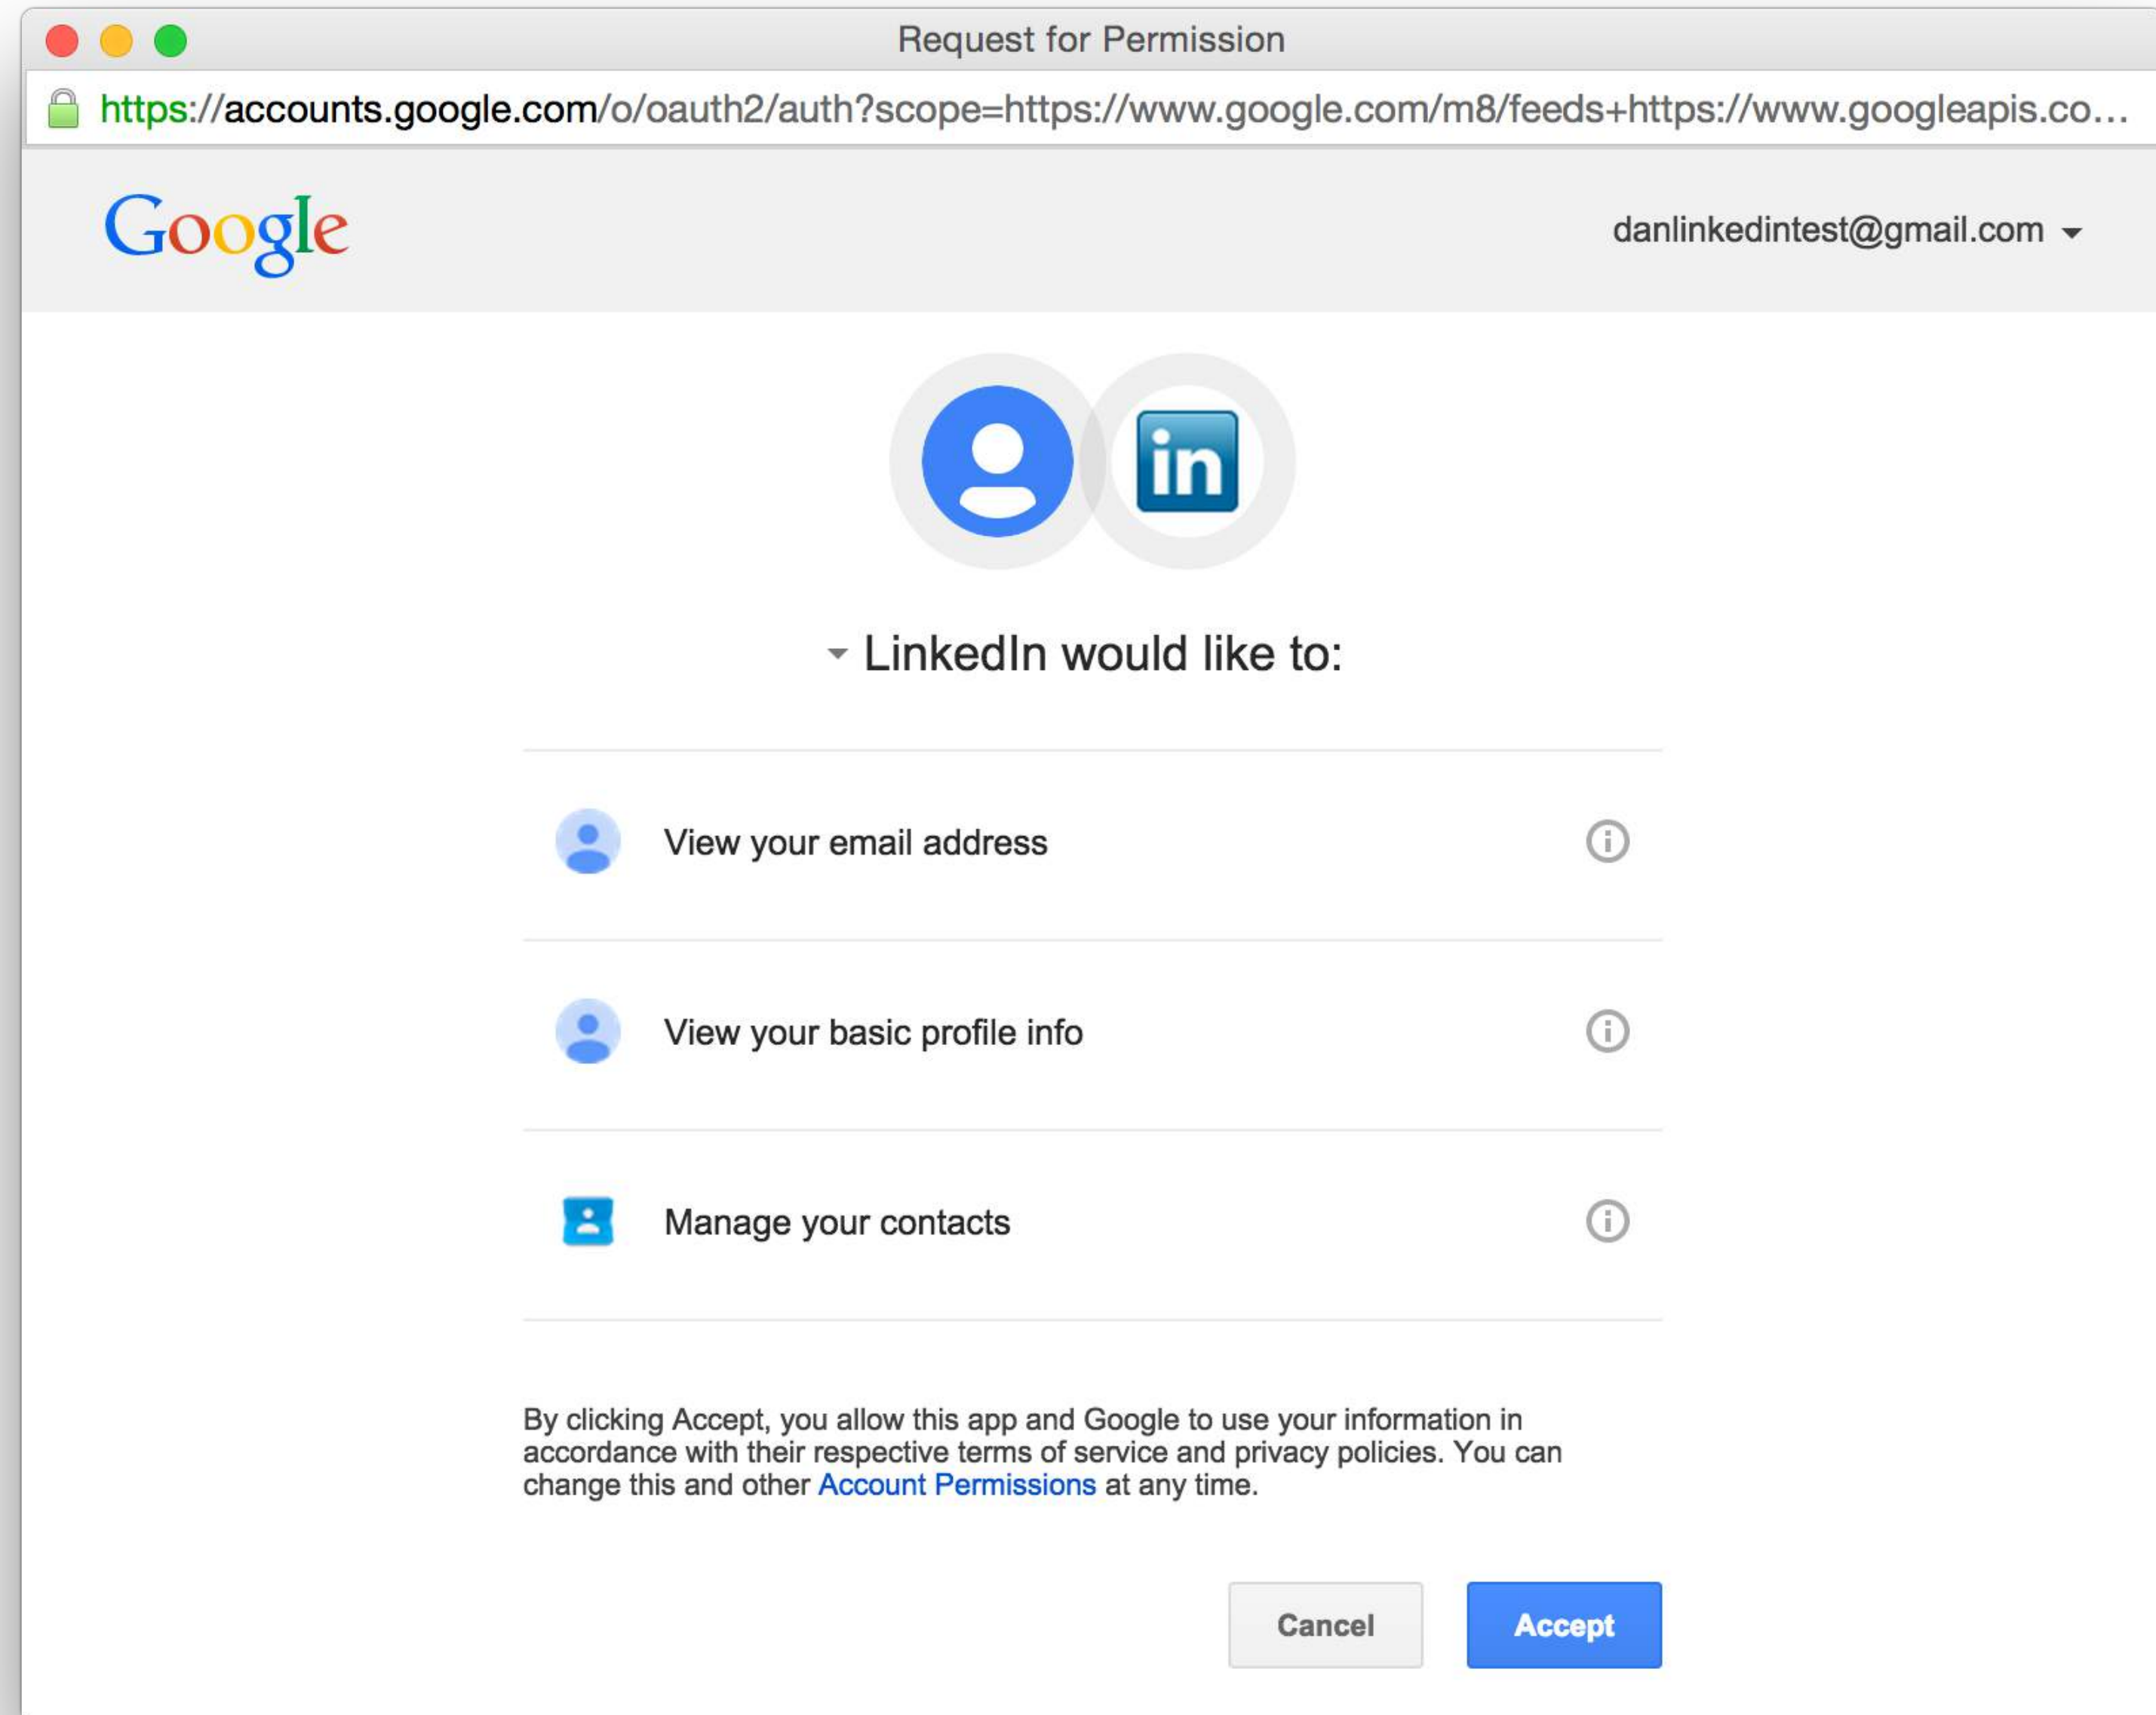 Request for Permission
https://accounts.google.com/o/oauth2/auth?scope=https://www.google.com/m8/feeds+https://www.googleapis.co...
Google
danlinkedintest@gmail.com
in
LinkedIn would like to:
View your email address
View your basic profile info
Manage your contacts
By clicking Accept, you allow this app and Google to use your information in
accordance with their respective terms of service and privacy policies. You can
change this and other Account Permissions at any time.
Cancel
Accept